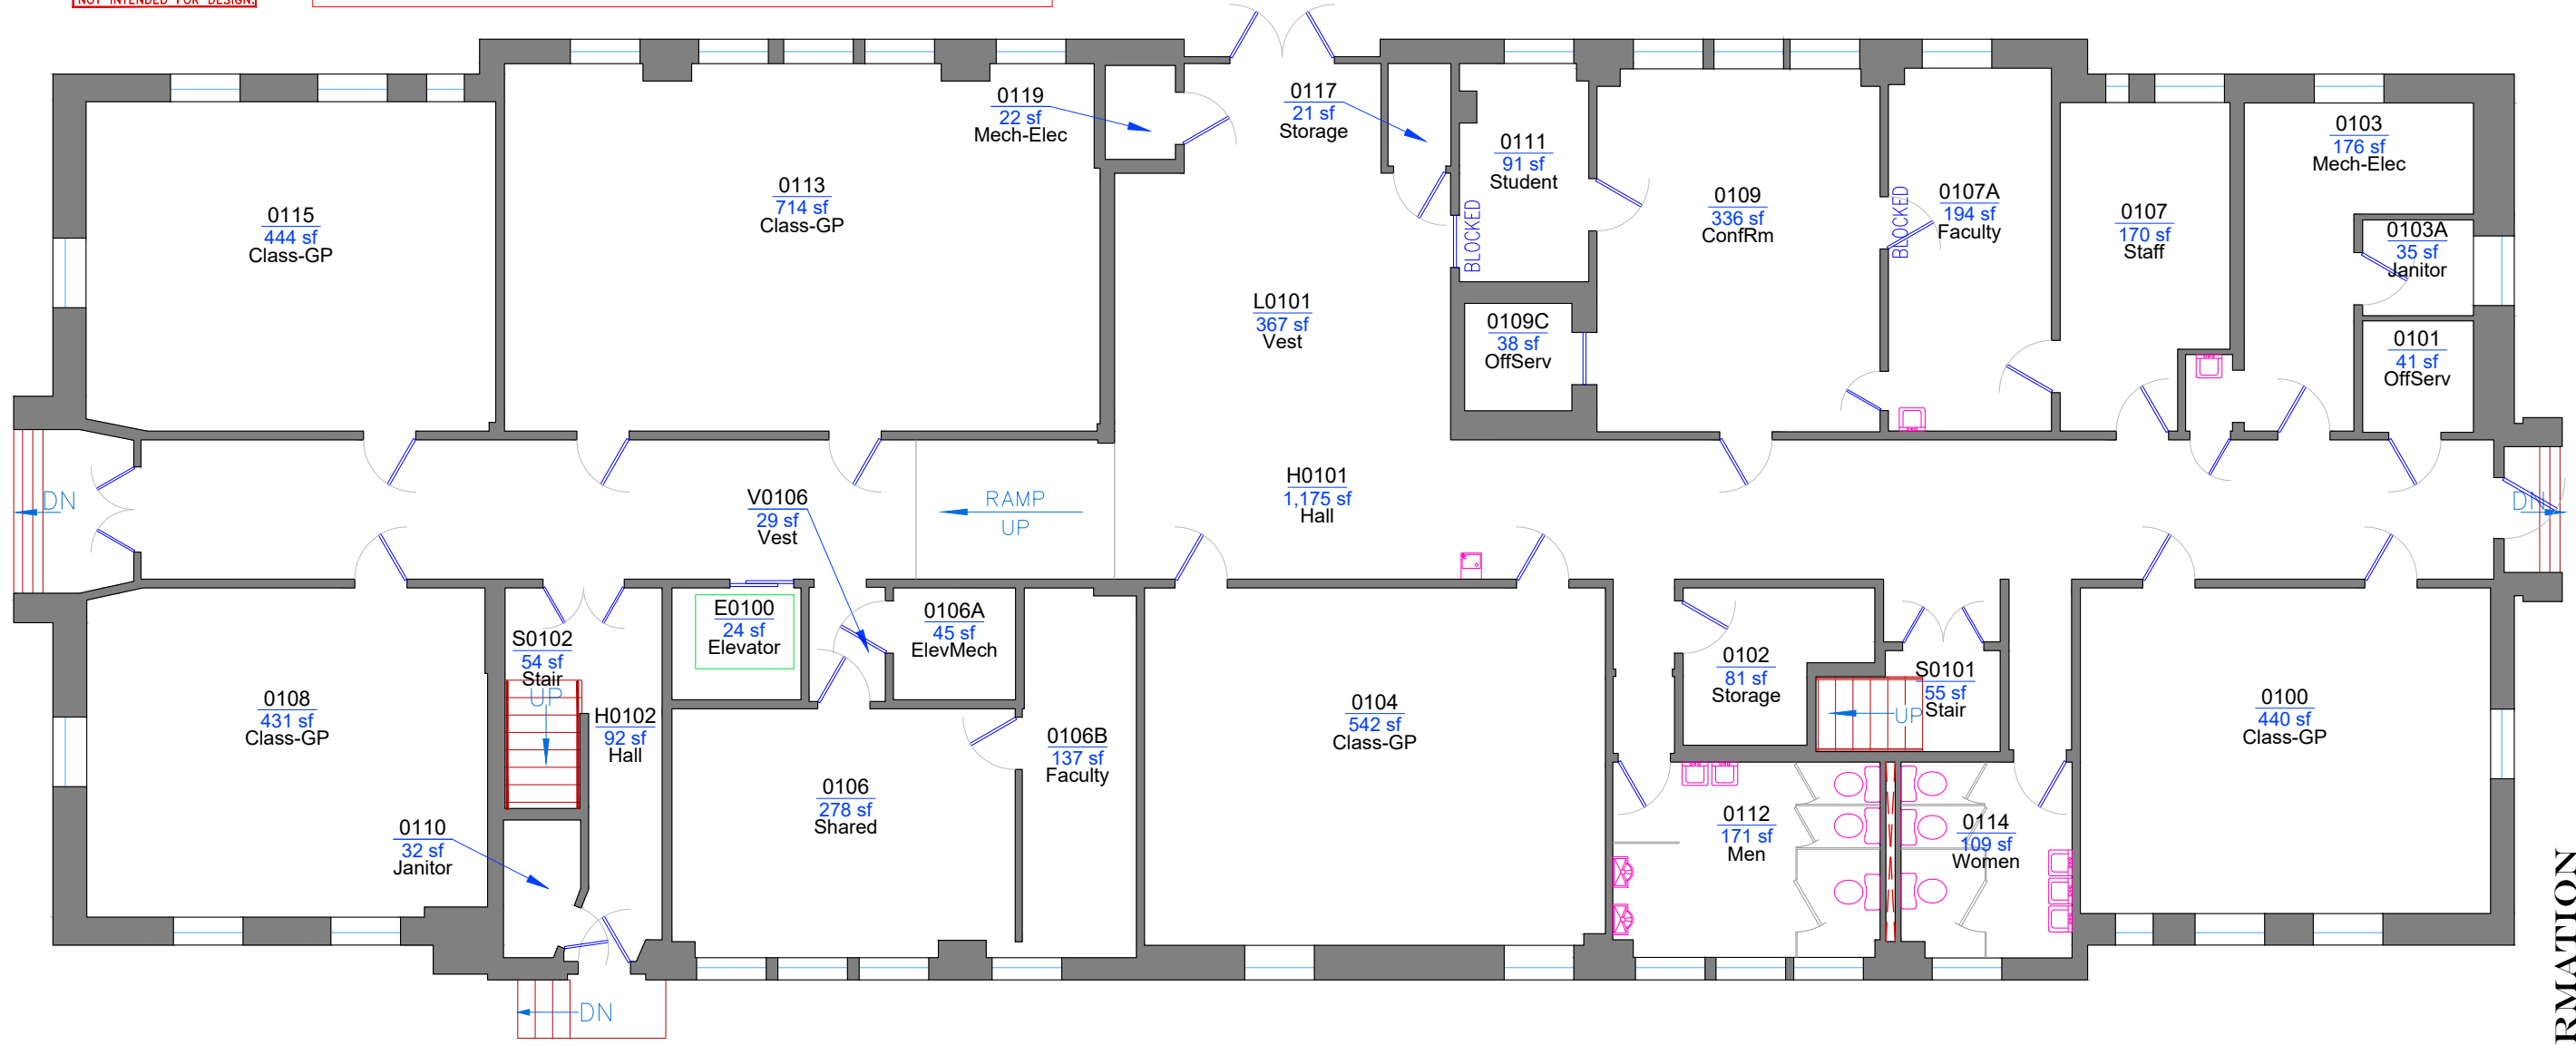 NOT INTENDED FOR DESIGN.
0119
22 sf
Mech-Elec
0117
21 sf
Storage
0111
91 sf
Student
BLOCKED
0109
336 sf
ConfRm
BLOCKED
0107A
194 sf
Faculty
0107
170 sf
Staff
0103
176 sf
Mech-Elec
0103A
35 sf
Janitor
0101
41 sf
OffServ
0115
444 sf
Class-GP
0113
714 sf
Class-GP
L0101
367 sf
Vest
0109C
38 sf
OffServ
DN
V0106
29 sf
Vest
RAMP
UP
H0101
1,175 sf
Hall
DN
S0102
54 sf
Stair
UP
E0100
24 sf
Elevator
0106A
45 sf
ElevMech
0108
431 sf
Class-GP
H0102
92 sf
Hall
0106B
137 sf
Faculty
0104
542 sf
Class-GP
0102
81 sf
Storage
S0101
55 sf
Stair
UP
0100
440 sf
Class-GP
0110
32 sf
Janitor
0106
278 sf
Shared
0112
171 sf
Men
0114
109 sf
Women
DN
RMATION